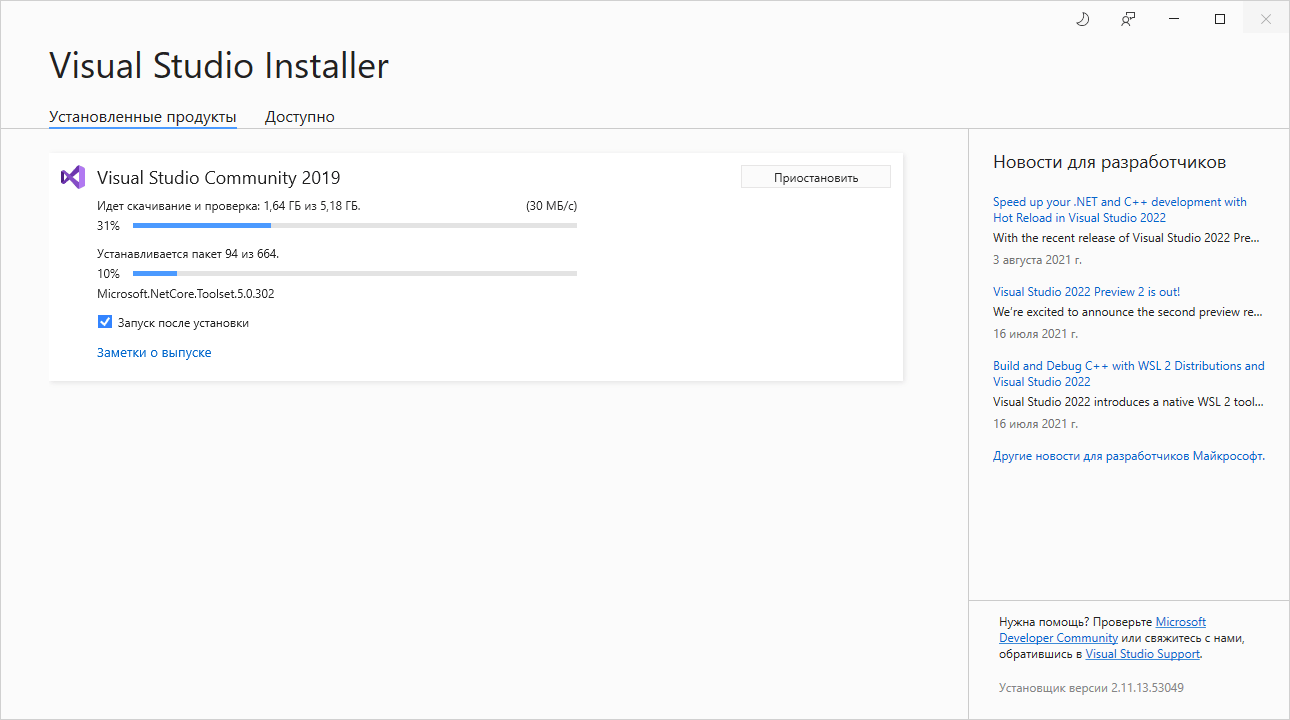 Visual Studio Installer
Установленные продукты Доступно
Visual Studio Community 2019
Приостановить
Идет скачивание и проверка: 1,64 ГБ из 5,18 ГБ. (30 МБ/с)
31%
Устанавливается пакет 94 из 664.
10%
Microsoft.NetCore.Toolset.5.0.302
Запуск после установки
Заметки о выпуске
Новости для разработчиков
Speed up your .NET and C++ development with
Hot Reload in Visual Studio 2022
With the recent release of Visual Studio 2022 Pre...
3 августа 2021 г.
Visual Studio 2022 Preview 2 is out!
We’re excited to announce the second preview re...
16 июля 2021 г.
Build and Debug C++ with WSL 2 Distributions and
Visual Studio 2022
Visual Studio 2022 introduces a native WSL 2 tool...
16 июля 2021 г.
Другие новости для разработчиков Майкрософт.
Нужна помощь? Проверьте Microsoft
Developer Community или свяжитесь с нами,
обратившись в Visual Studio Support.
Установщик версии 2.11.13.53049